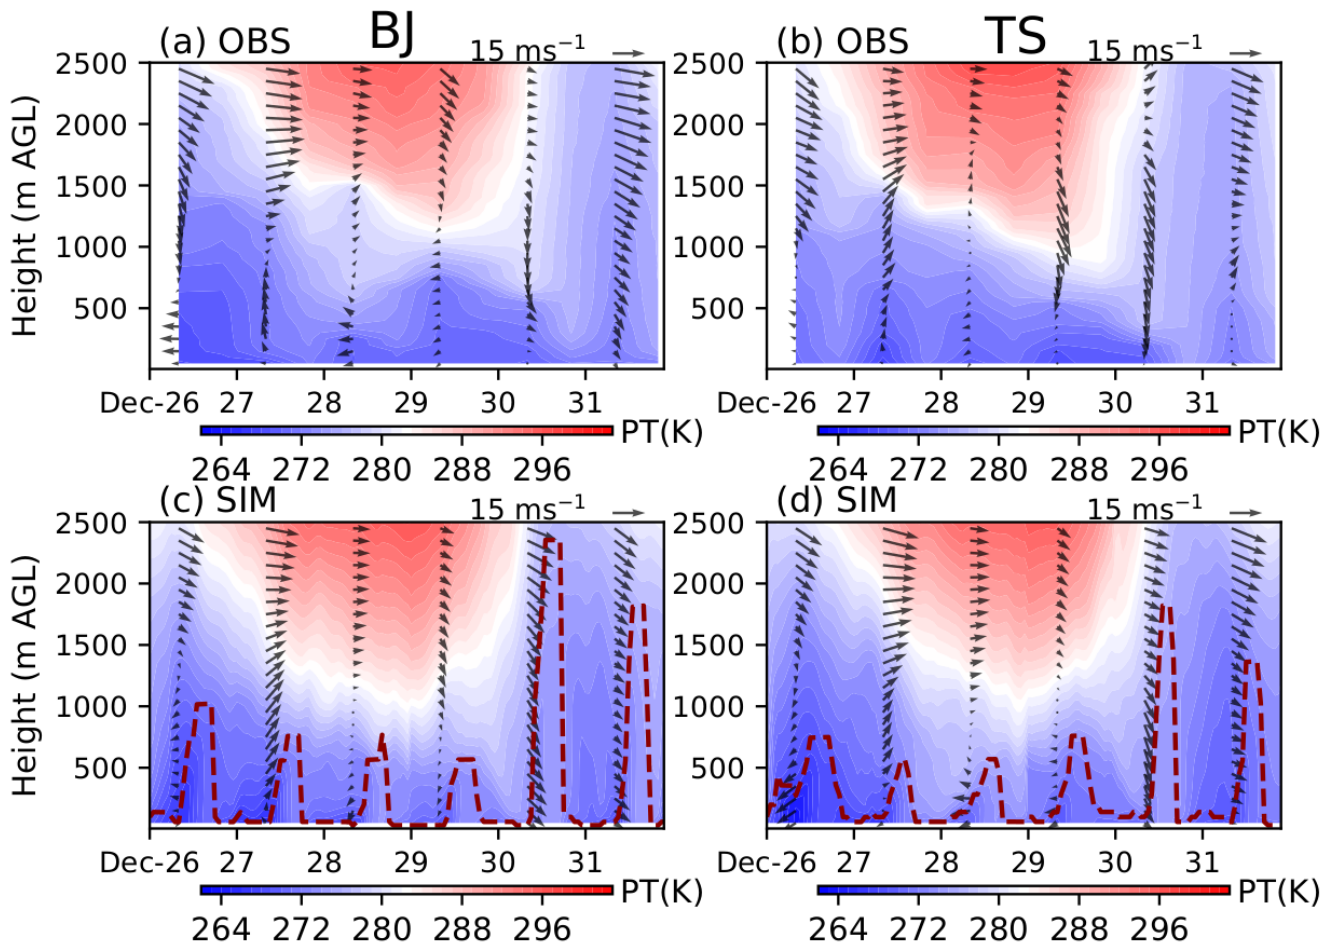 BJ
TS
(a) OBS
15 ms⁻¹
(b) OBS
15 ms⁻¹
Height (m AGL)
2500
2000
1500
1000
500
2500
2000
1500
1000
500
Dec-26 27 28 29 30 31
Dec-26 27 28 29 30 31
PT(K)
264 272 280 288 296
PT(K)
264 272 280 288 296
(c) SIM
15 ms⁻¹
(d) SIM
15 ms⁻¹
Height (m AGL)
2500
2000
1500
1000
500
2500
2000
1500
1000
500
Dec-26 27 28 29 30 31
Dec-26 27 28 29 30 31
PT(K)
264 272 280 288 296
PT(K)
264 272 280 288 296